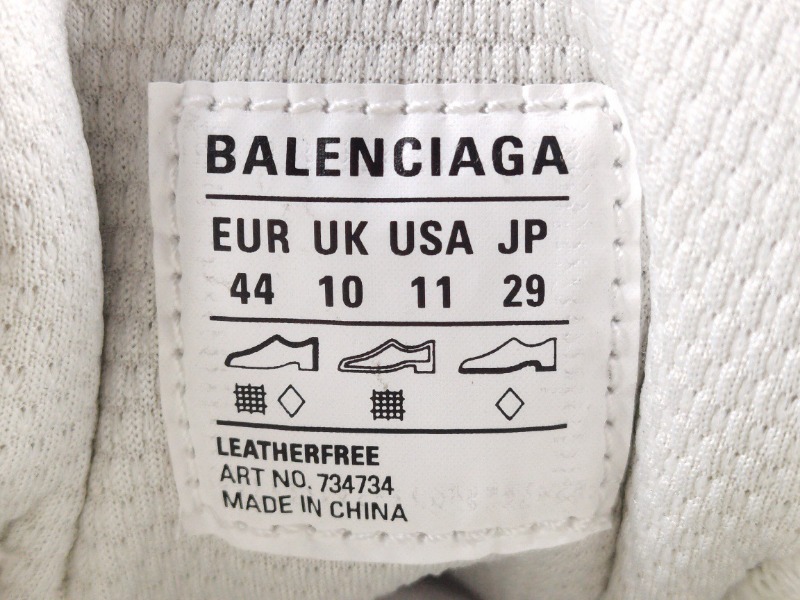 BALENCIAGA
EUR UK USA JP
44 10 11 29
LEATHERFREE
ART NO. 734734
MADE IN CHINA